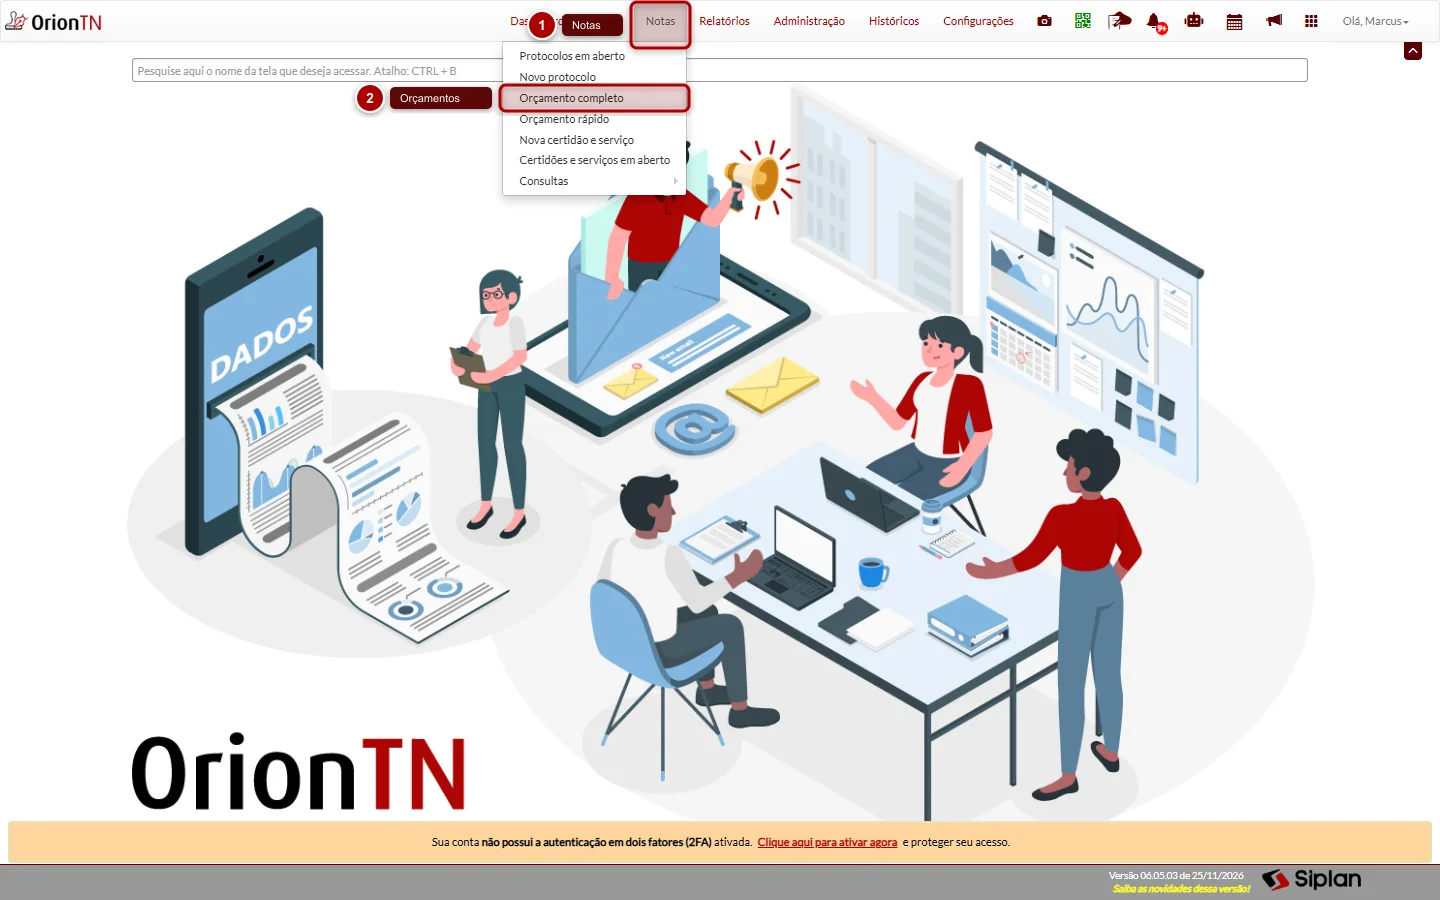 OrionTN
Das
1
Notas
Notas
Relatórios
Administração
Históricos
Configurações
9+
Olá, Marcus
Pesquise aqui o nome da tela que deseja acessar. Atalho: CTRL + B
Protocolos em aberto
Novo protocolo
2
Orçamentos
Orçamento completo
Orçamento rápido
Nova certidão e serviço
Certidões e serviços em aberto
Consultas
DADOS
New email
@
OrionTN
Sua conta não possui a autenticação em dois fatores (2FA) ativada. Clique aqui para ativar agora e proteger seu acesso.
Versão 06.05.03 de 25/11/2026
Saiba as novidades dessa versão!
Siplan